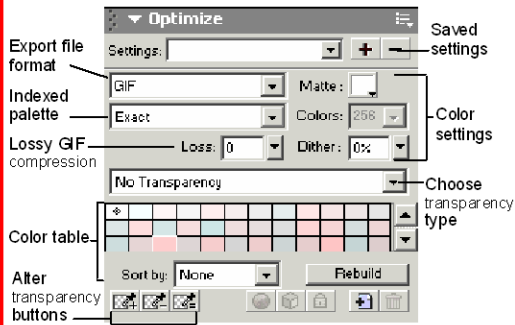 Optimize
Saved
settings
Settings:
Export file
format
GIF
Matte:
Indexed
palette
Exact
Colors: 256
Color
settings
Lossy GIF
compression
Loss: 0
Dither: 0%
No Transparency
Choose
transparency
type
Color table
Sort by: None
Rebuild
Alter
transparency
buttons